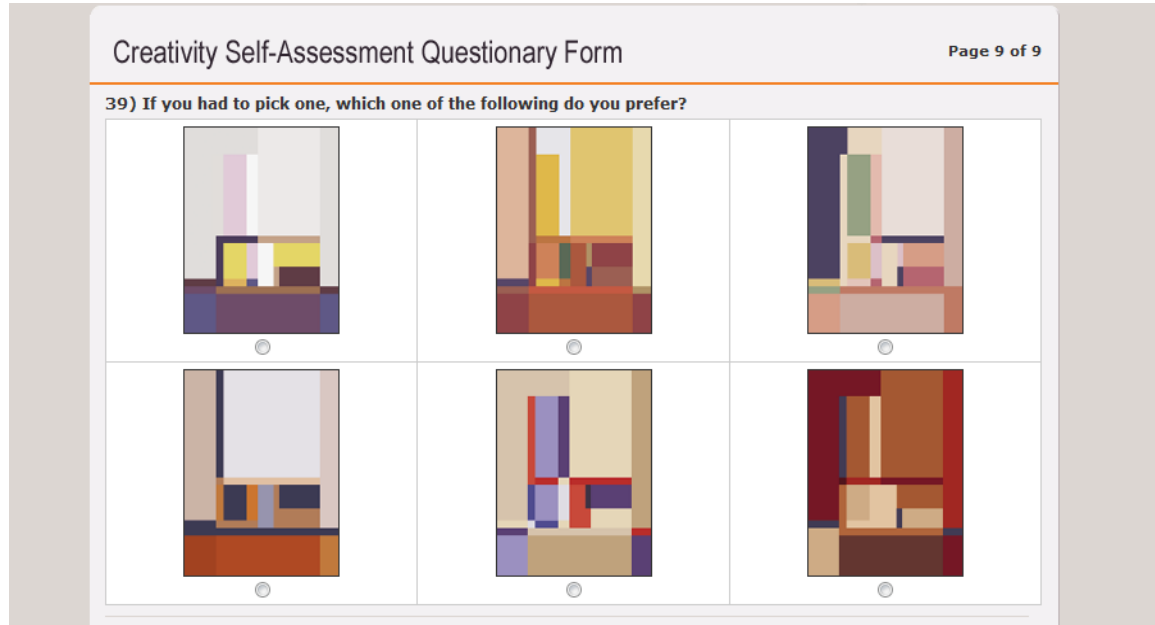 Creativity Self-Assessment Questionary Form
Page 9 of 9
39) If you had to pick one, which one of the following do you prefer?